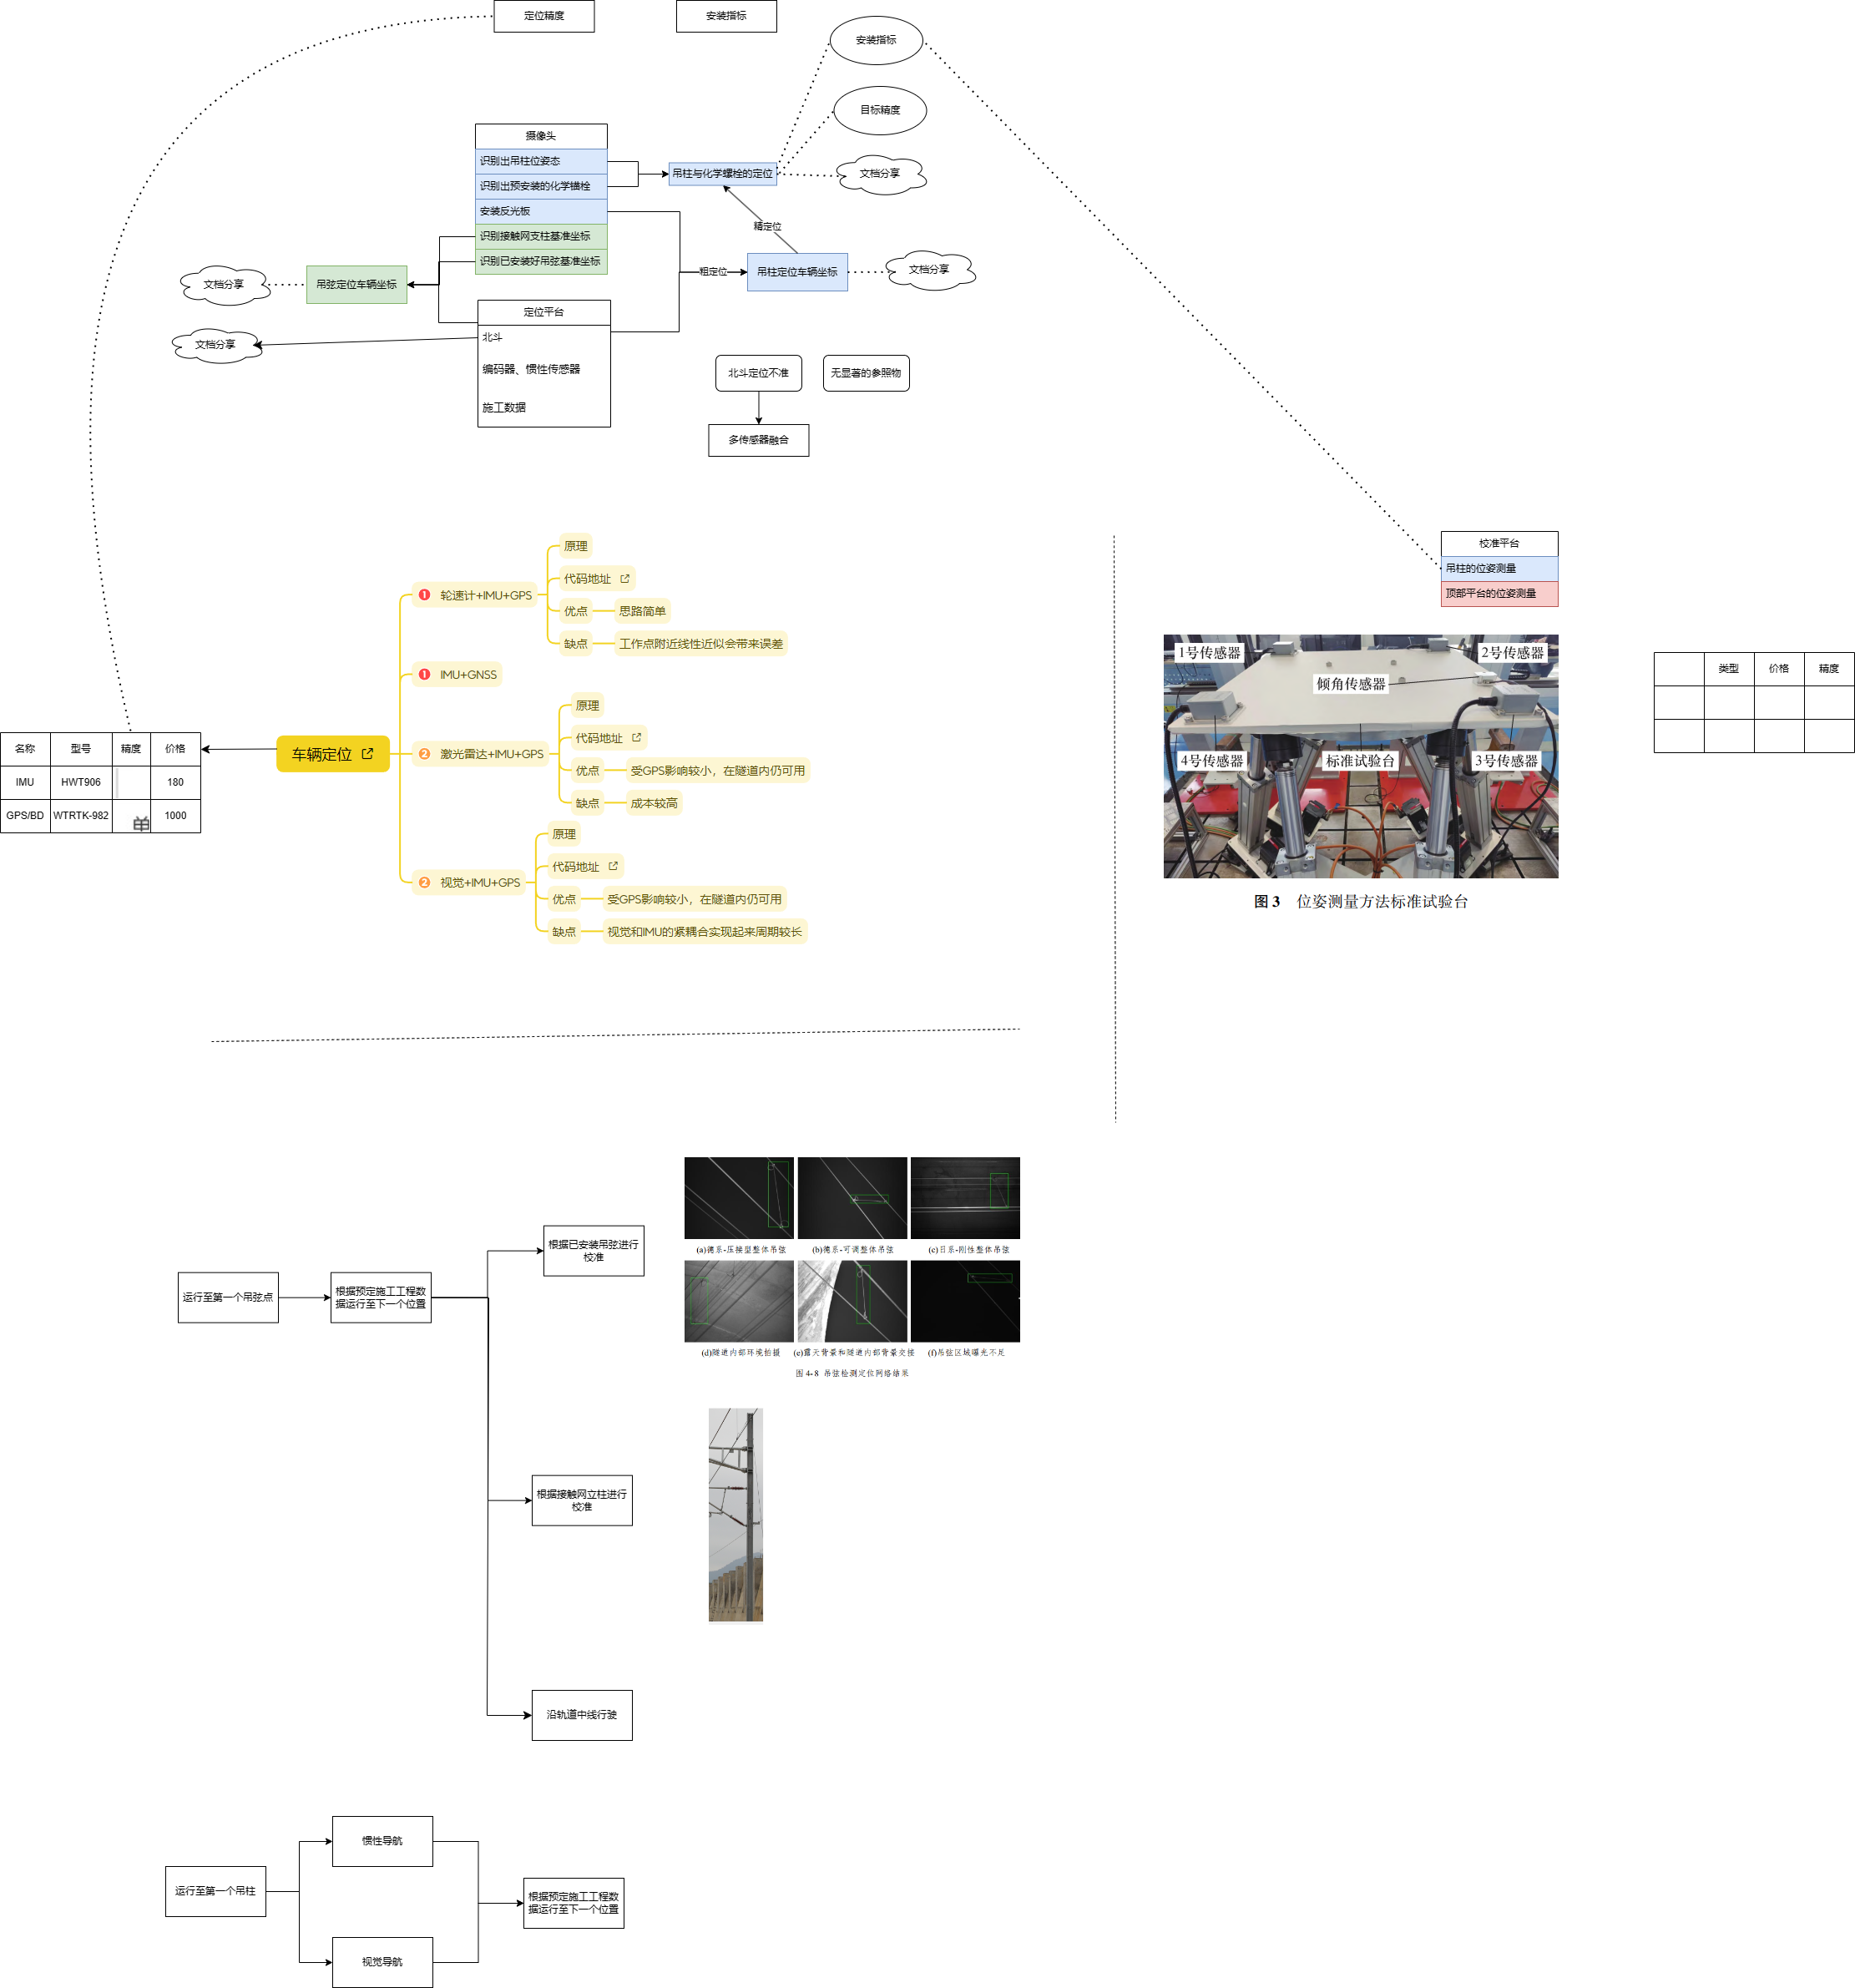 定位精度
安装指标
安装指标
目标精度
文档分享
摄像头
识别出吊柱位姿态
识别出预安装的化学锚栓
安装反光板
识别接触网支柱基准坐标
识别已安装好吊弦基准坐标
吊柱与化学螺栓的定位
精定位
粗定位
吊柱定位车辆坐标
文档分享
文档分享
吊弦定位车辆坐标
文档分享
定位平台
北斗
编码器、惯性传感器
施工数据
北斗定位不准
无显著的参照物
多传感器融合
车辆定位
1 轮速计+IMU+GPS
原理
代码地址
优点
思路简单
缺点
工作点附近线性近似会带来误差
1 IMU+GNSS
2 激光雷达+IMU+GPS
原理
代码地址
优点
受GPS影响较小，在隧道内仍可用
缺点
成本较高
2 视觉+IMU+GPS
原理
代码地址
优点
受GPS影响较小，在隧道内仍可用
缺点
视觉和IMU的紧耦合实现起来周期较长
名称 型号 精度 价格
IMU HWT906 180
GPS/BD WTRTK-982 单 1000
校准平台
吊柱的位姿测量
顶部平台的位姿测量
1号传感器
2号传感器
倾角传感器
4号传感器
标准试验台
3号传感器
图 3 位姿测量方法标准试验台
类型 价格 精度
运行至第一个吊弦点
根据预定施工工程数
据运行至下一个位置
根据已安装吊弦进行
校准
根据接触网立柱进行
校准
沿轨道中线行驶
(a)德系-压接型整体吊弦
(b)德系-可调整体吊弦
(c)日系-刚性整体吊弦
(d)隧道内部环境拍摄
(e)露天背景和隧道内部背景交接
(f)吊弦区域曝光不足
图 4-8 吊弦检测定位网络结果
运行至第一个吊柱
惯性导航
视觉导航
根据预定施工工程数
据运行至下一个位置